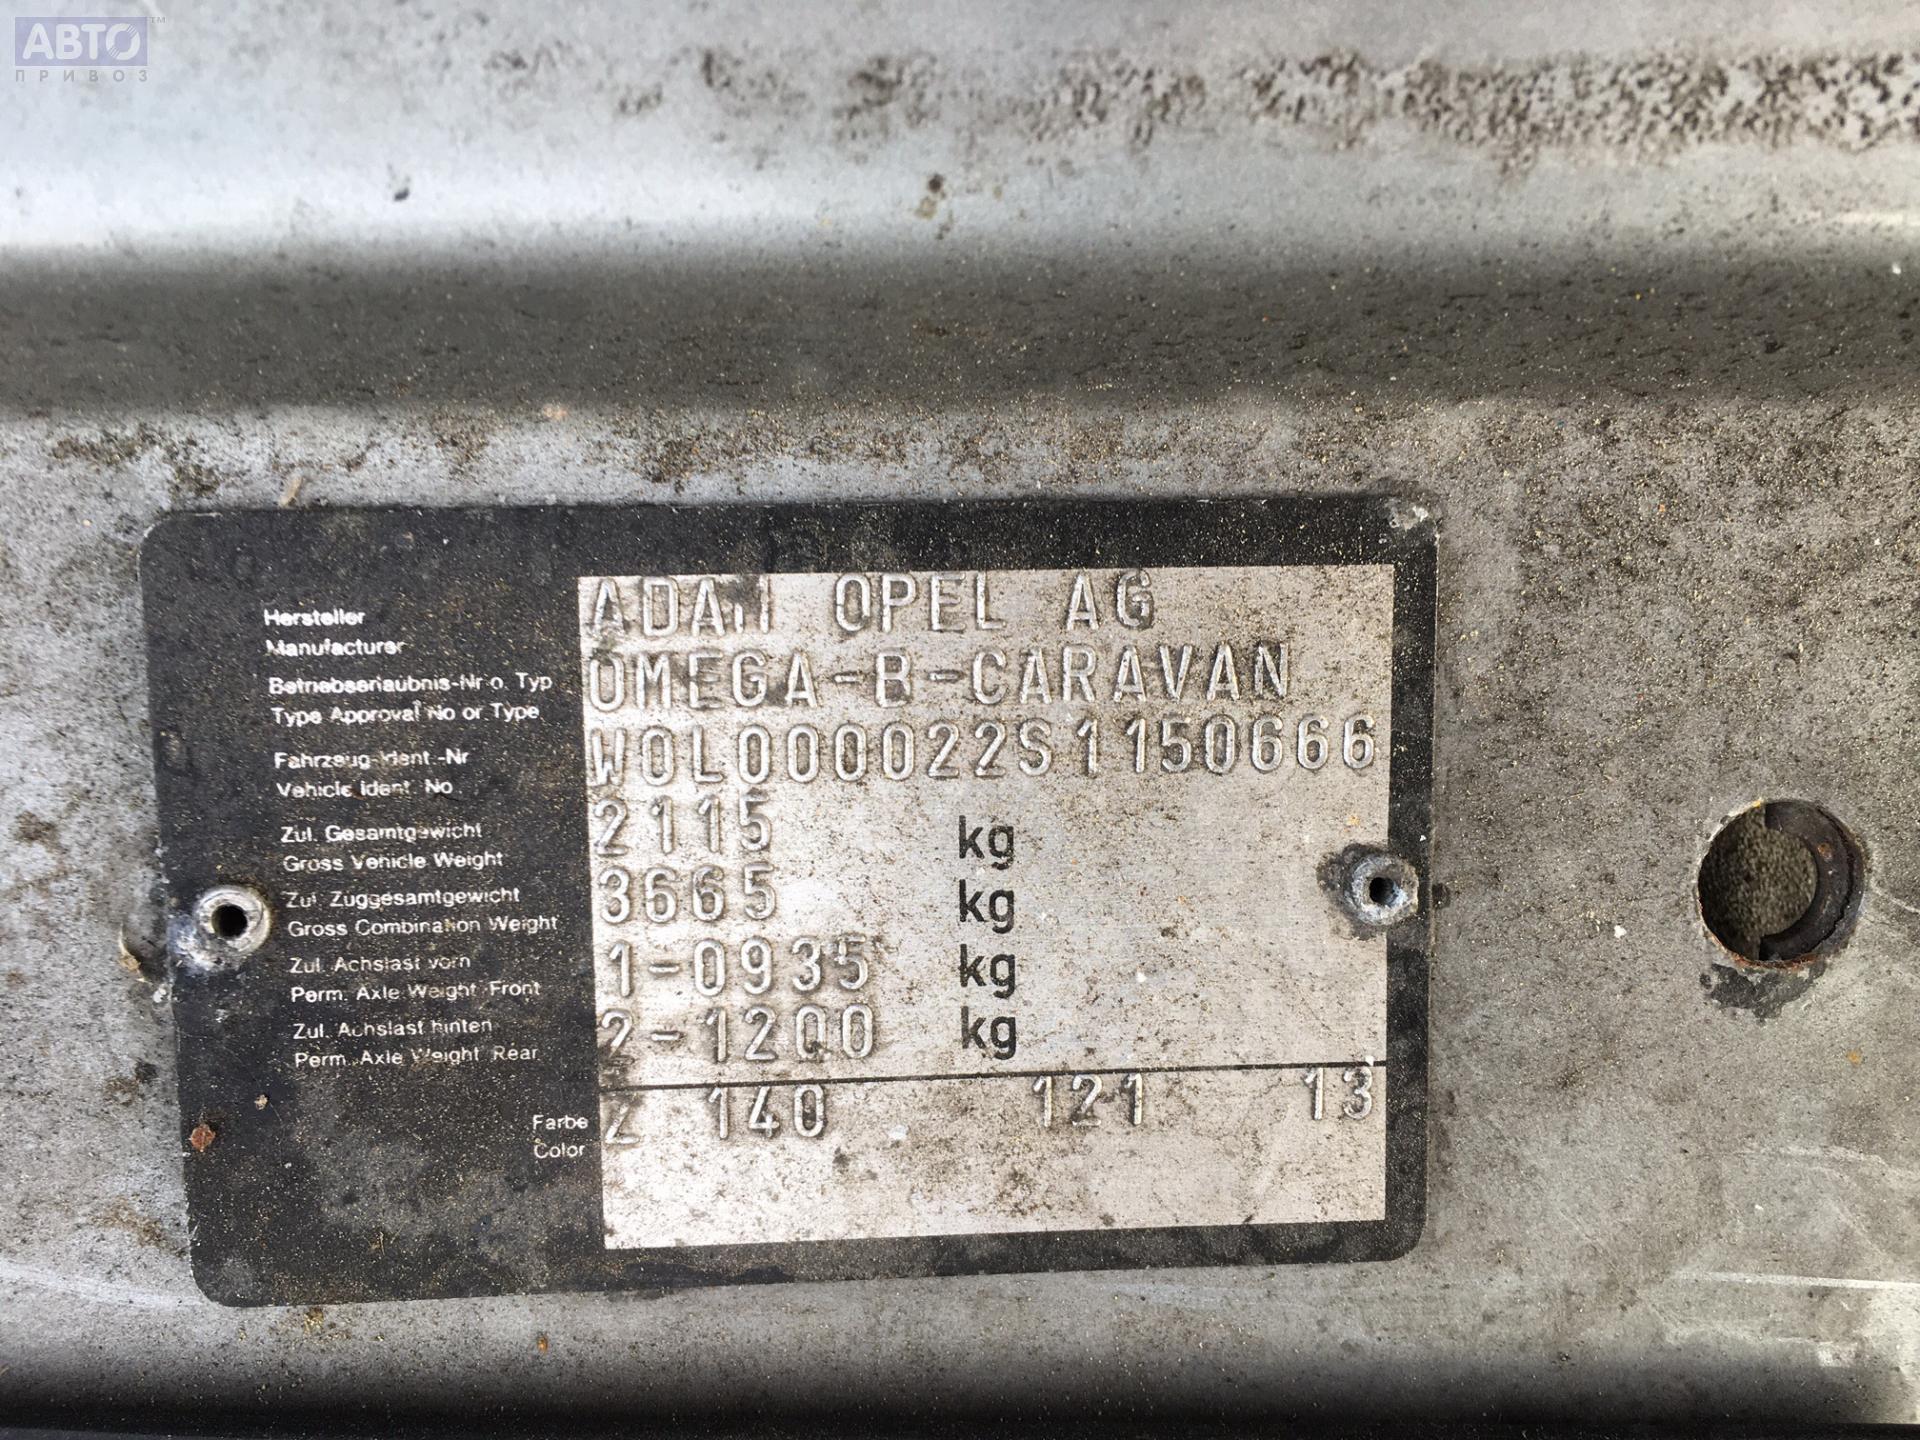 АВТО™
ПРИВОЗ
Hersteller
Manufacturer
ADAM OPEL AG
Betriebserlaubnis-Nr o. Typ
Type Approval No or Type
OMEGA-B-CARAVAN
Fahrzeug-Ident.-Nr
Vehicle Ident. No
W0L000022S1150666
Zul. Gesamtgewicht
Gross Vehicle Weight
2115 kg
Zul. Zuggesamtgewicht
Gross Combination Weight
3665 kg
Zul. Achslast vorn
Perm. Axle Weight Front
1-0935 kg
Zul. Achslast hinten
Perm. Axle Weight Rear
2-1200 kg
Farbe
Color
Z 140 121 13